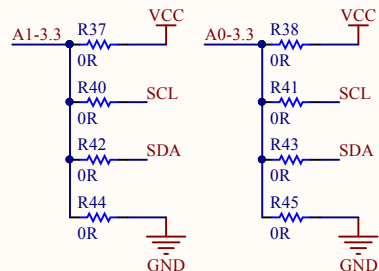 VCC VCC
A1-3.3 R37 A0-3.3 R38
0R 0R
R40 SCL R41 SCL
0R 0R
R42 SDA R43 SDA
0R 0R
R44 R45
0R 0R
GND GND